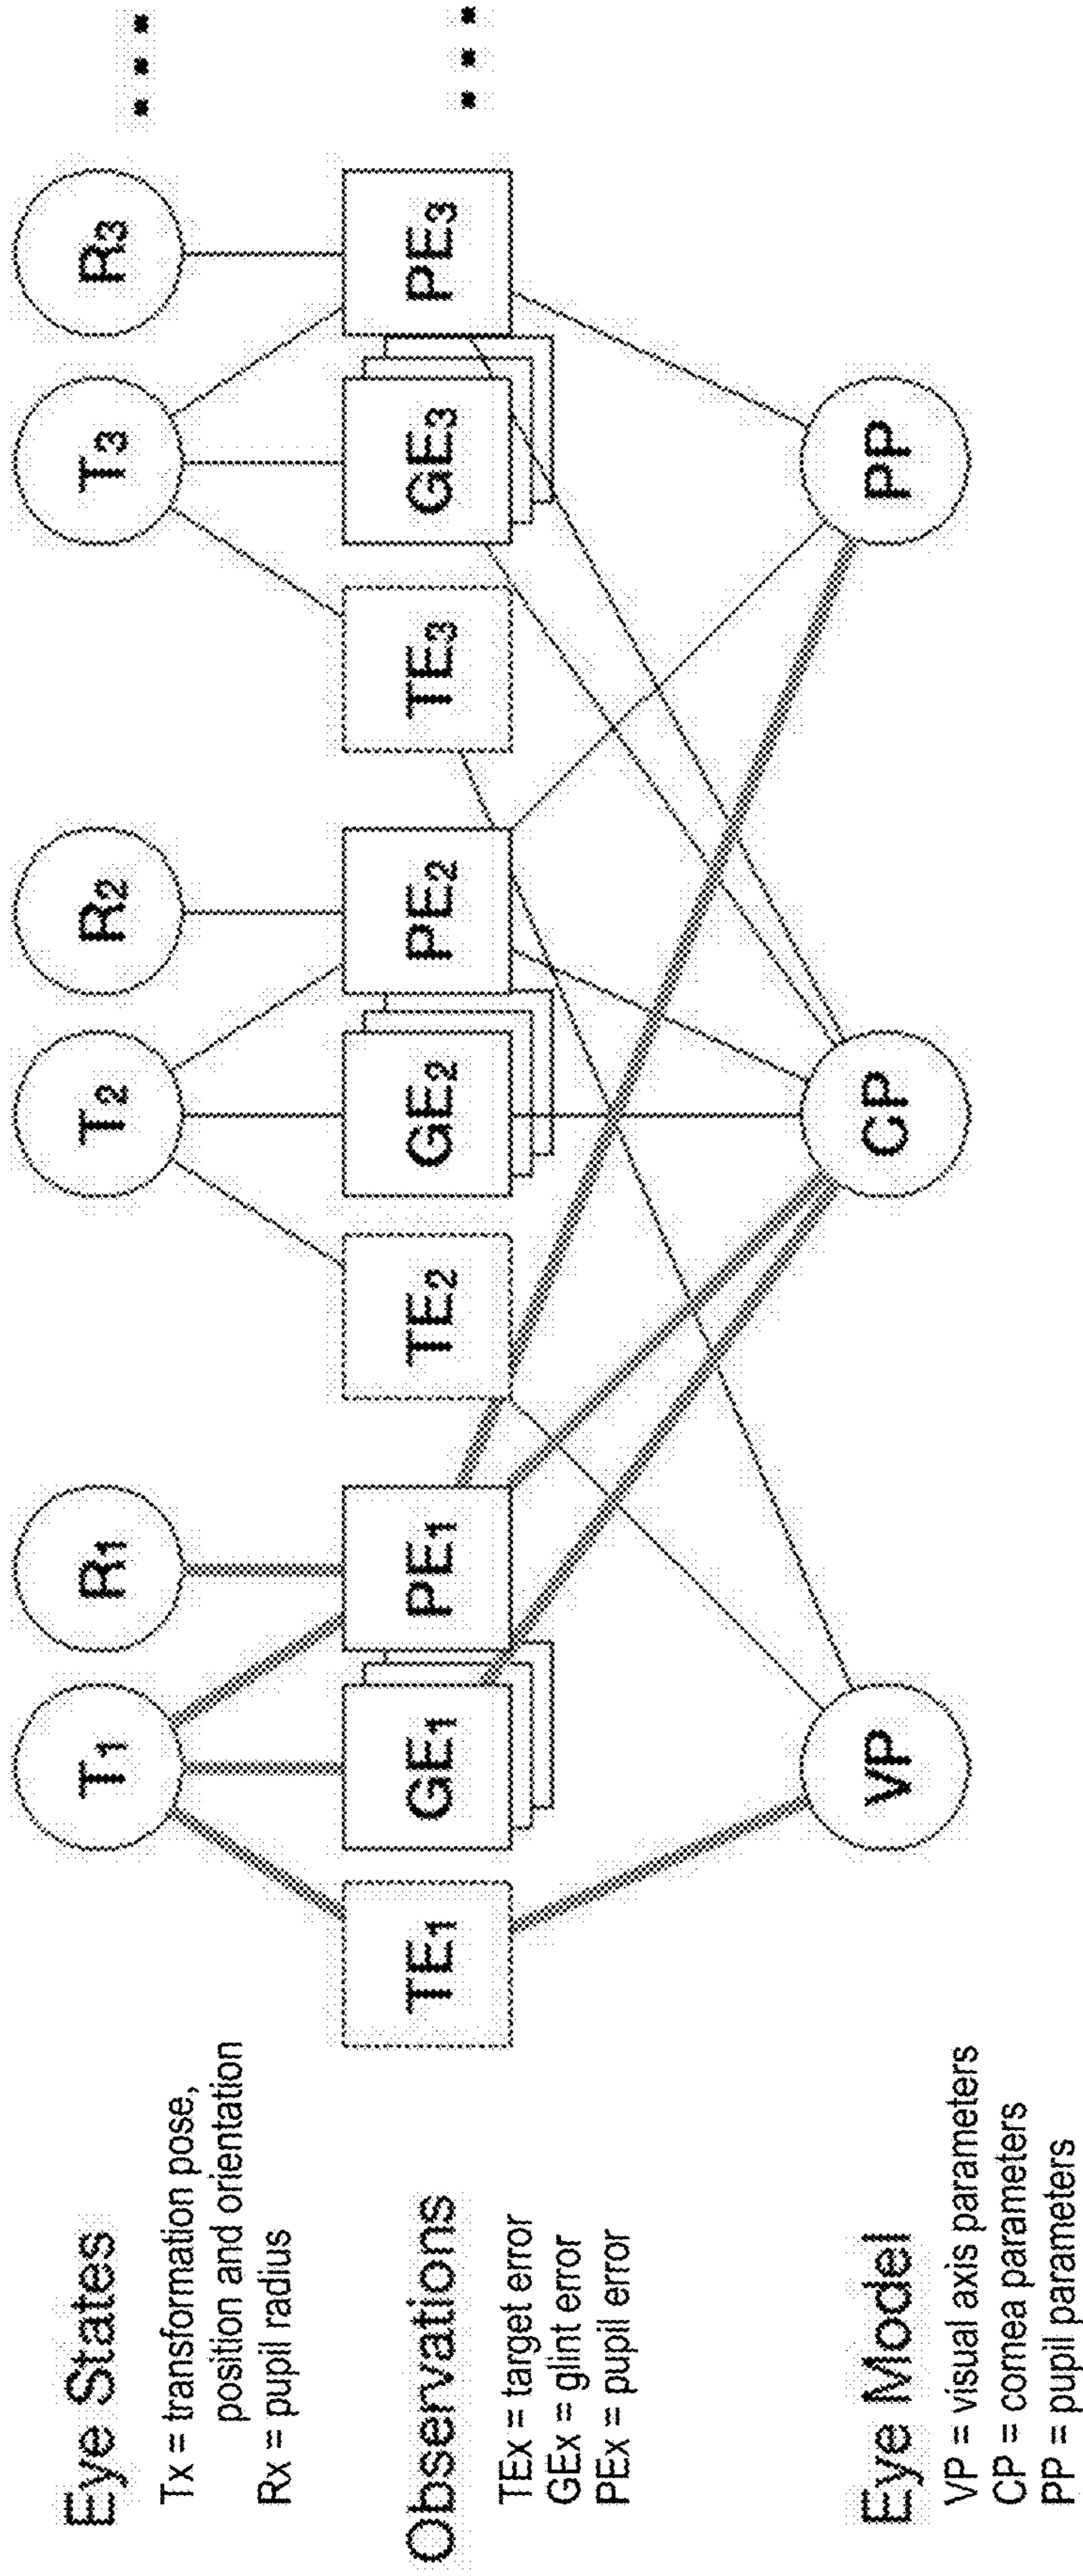 Eye States
Tx = transformation pose,
position and orientation
Rx = pupil radius
T1 R1 T2 R2 T3 R3 ...
Observations
TEx = target error
GEx = glint error
PEx = pupil error
TE1 GE1 PE1 TE2 GE2 PE2 TE3 GE3 PE3 ...
Eye Model
VP = visual axis parameters
CP = cornea parameters
PP = pupil parameters
VP CP PP